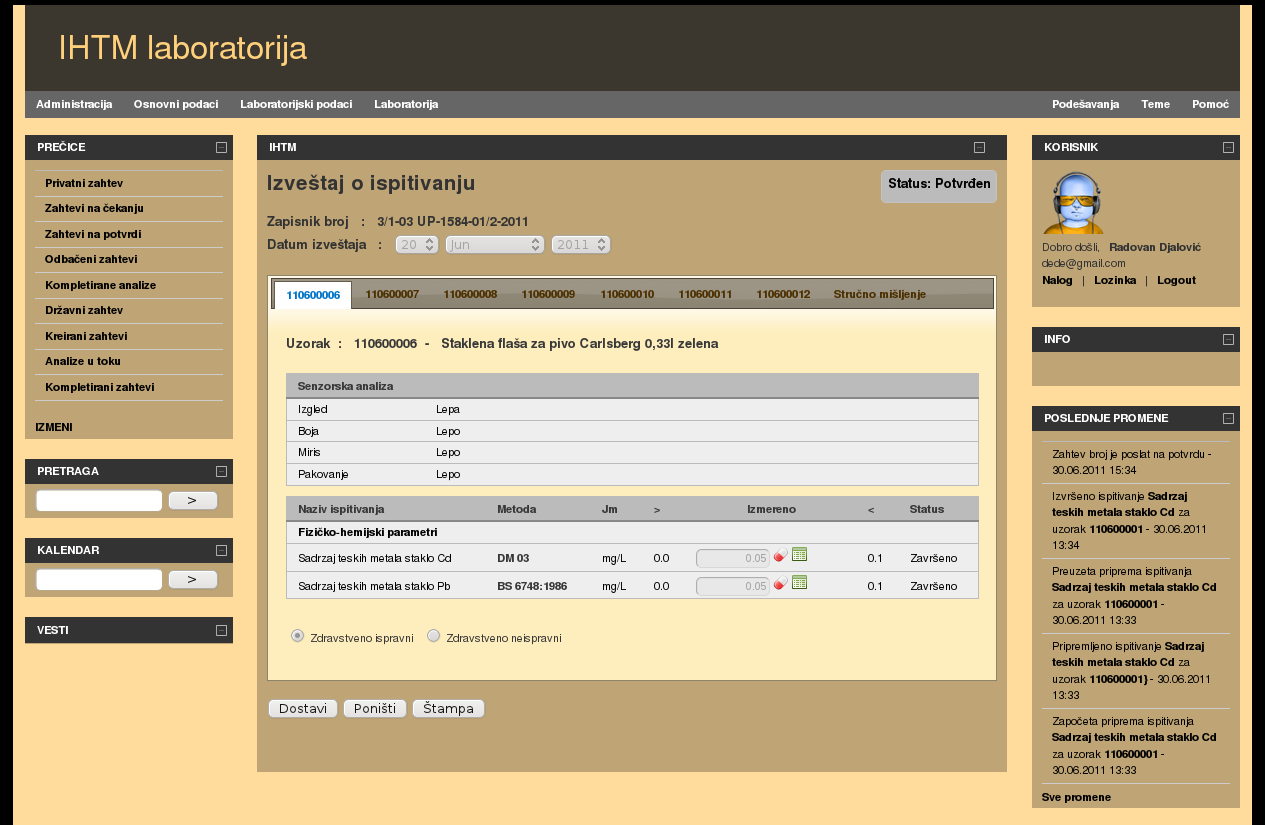 IHTM laboratorija
Administracija Osnovni podaci Laboratorijski podaci Laboratorija Podešavanja Teme Pomoć
PREČICE
Privatni zahtev
Zahtevi na čekanju
Zahtevi na potvrdi
Odbačeni zahtevi
Kompletirane analize
Državni zahtev
Kreirani zahtevi
Analize u toku
Kompletirani zahtevi
IZMENI
PRETRAGA
>
KALENDAR
>
VESTI
IHTM
Izveštaj o ispitivanju
Status: Potvrđen
Zapisnik broj : 3/1-03 UP-1584-01/2-2011
Datum izveštaja : 20 Jun 2011
110600006 110600007 110600008 110600009 110600010 110600011 110600012 Stručno mišljenje
Uzorak : 110600006 - Staklena flaša za pivo Carlsberg 0,33l zelena
Senzorska analiza
Izgled Lepa
Boja Lepo
Miris Lepo
Pakovanje Lepo
Naziv ispitivanja Metoda Jm > Izmereno < Status
Fizičko-hemijski parametri
Sadrzaj teskih metala staklo Cd DM 03 mg/L 0.0 0.05 0.1 Završeno
Sadrzaj teskih metala staklo Pb BS 6748:1986 mg/L 0.0 0.05 0.1 Završeno
Zdravstveno ispravni Zdravstveno neispravni
Dostavi Poništi Štampa
KORISNIK
Dobro došli, Radovan Djalović
dede@gmail.com
Nalog | Lozinka | Logout
INFO
POSLEDNJE PROMENE
Zahtev broj je poslat na potvrdu -
30.06.2011 15:34
Izvršeno ispitivanje Sadrzaj
teskih metala staklo Cd za
uzorak 110600001 - 30.06.2011
13:34
Preuzeta priprema ispitivanja
Sadrzaj teskih metala staklo Cd
za uzorak 110600001 -
30.06.2011 13:33
Pripremljeno ispitivanje Sadrzaj
teskih metala staklo Cd za
uzorak 110600001} - 30.06.2011
13:33
Započeta priprema ispitivanja
Sadrzaj teskih metala staklo Cd
za uzorak 110600001 -
30.06.2011 13:33
Sve promene